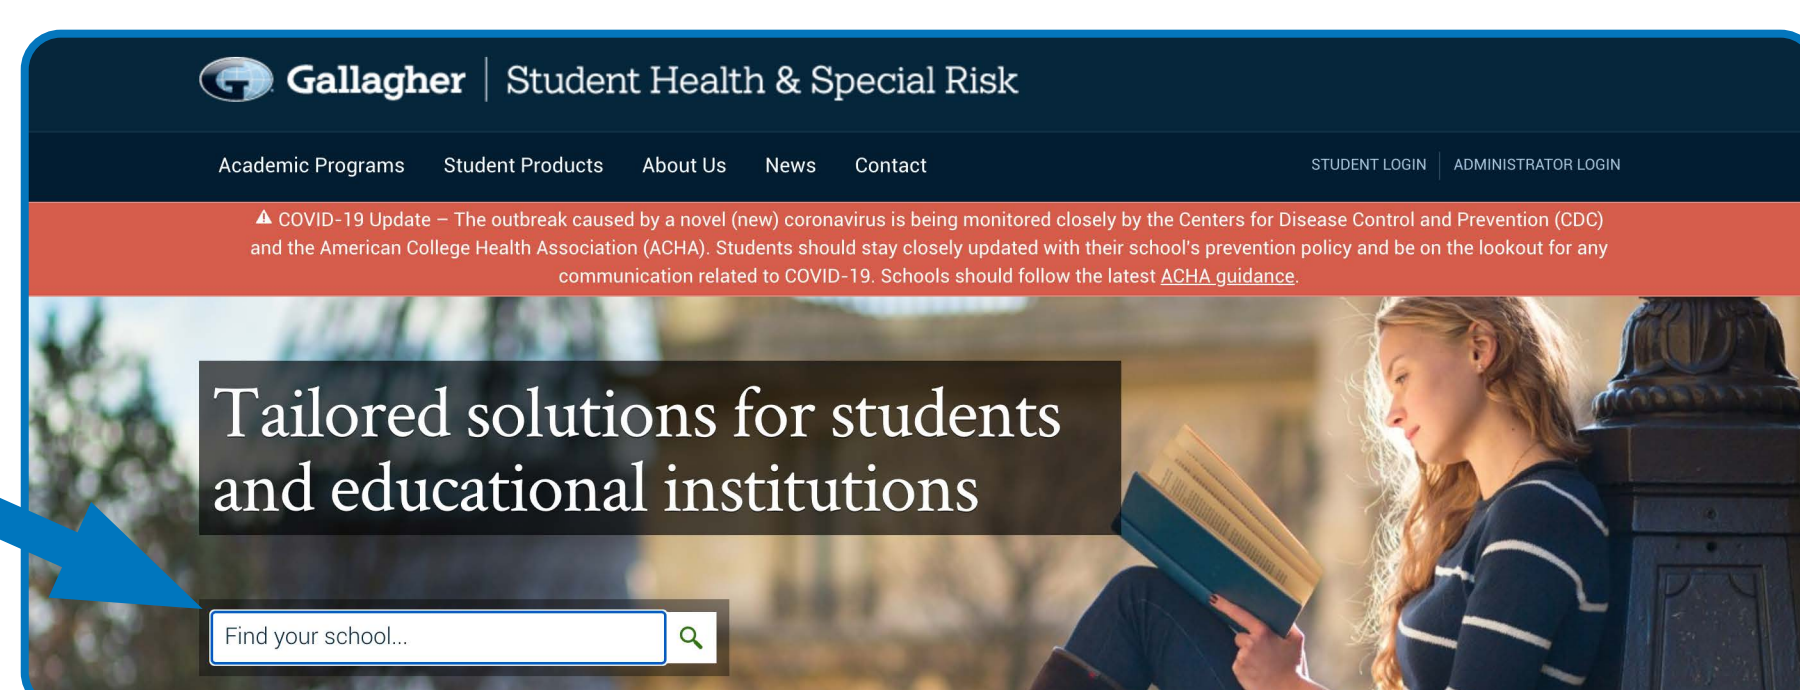 Gallagher | Student Health & Special Risk
Academic Programs Student Products About Us News Contact STUDENT LOGIN ADMINISTRATOR LOGIN
COVID-19 Update – The outbreak caused by a novel (new) coronavirus is being monitored closely by the Centers for Disease Control and Prevention (CDC)
and the American College Health Association (ACHA). Students should stay closely updated with their school's prevention policy and be on the lookout for any
communication related to COVID-19. Schools should follow the latest ACHA guidance.
Tailored solutions for students
and educational institutions
Find your school...